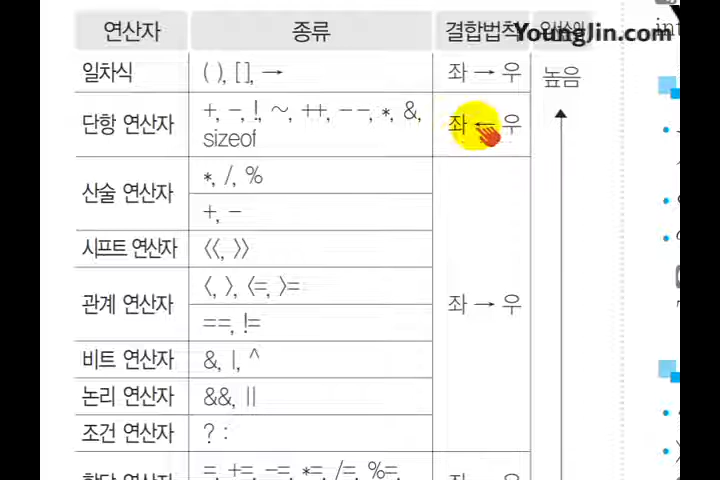 연산자 종류 결합법칙
YoungJin.com
일차식 ( ), [ ], → 좌 → 우 높음
단항 연산자 +, -, !, ~, ++, --, *, &, sizeof 좌 ← 우
산술 연산자 *, /, %
+, -
시프트 연산자 〈〈, 〉〉
관계 연산자 〈, 〉, 〈=, 〉= 좌 → 우
==, !=
비트 연산자 &, |, ^
논리 연산자 &&, ||
조건 연산자 ? :
=, +=, -=, *=, /=, %=,